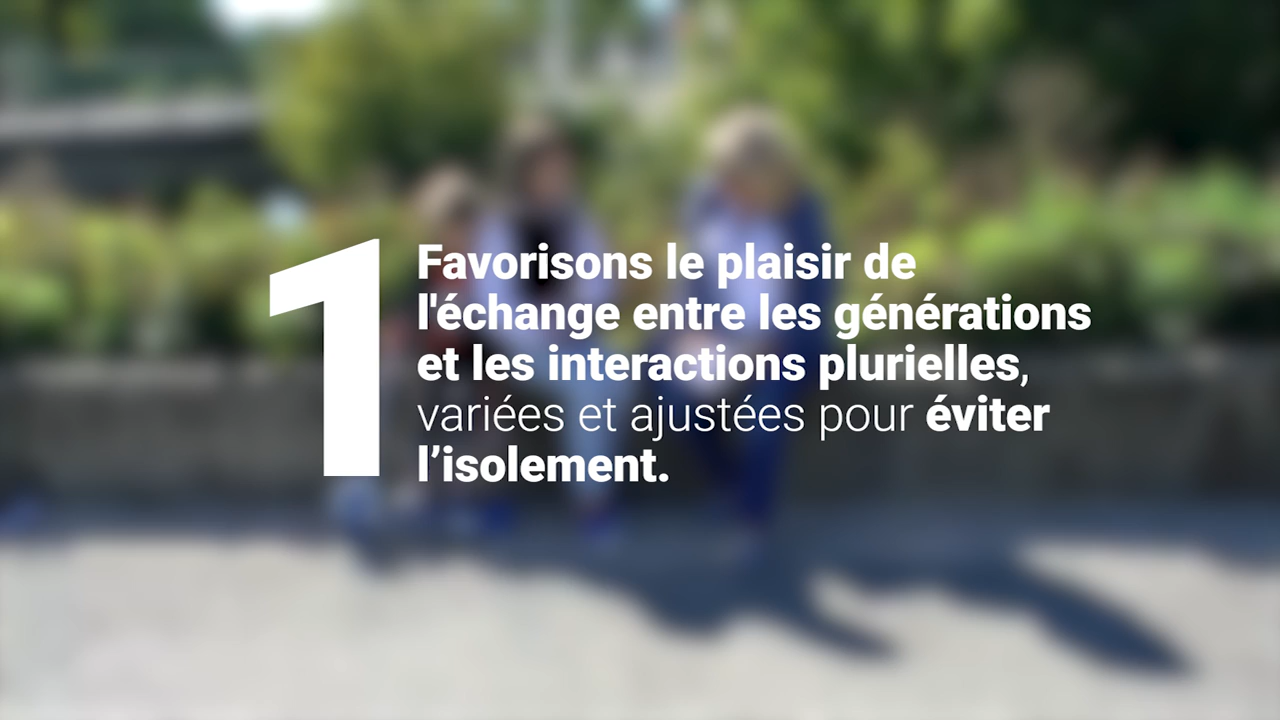 1
Favorisons le plaisir de
l'échange entre les générations
et les interactions plurielles,
variées et ajustées pour éviter
l’isolement.